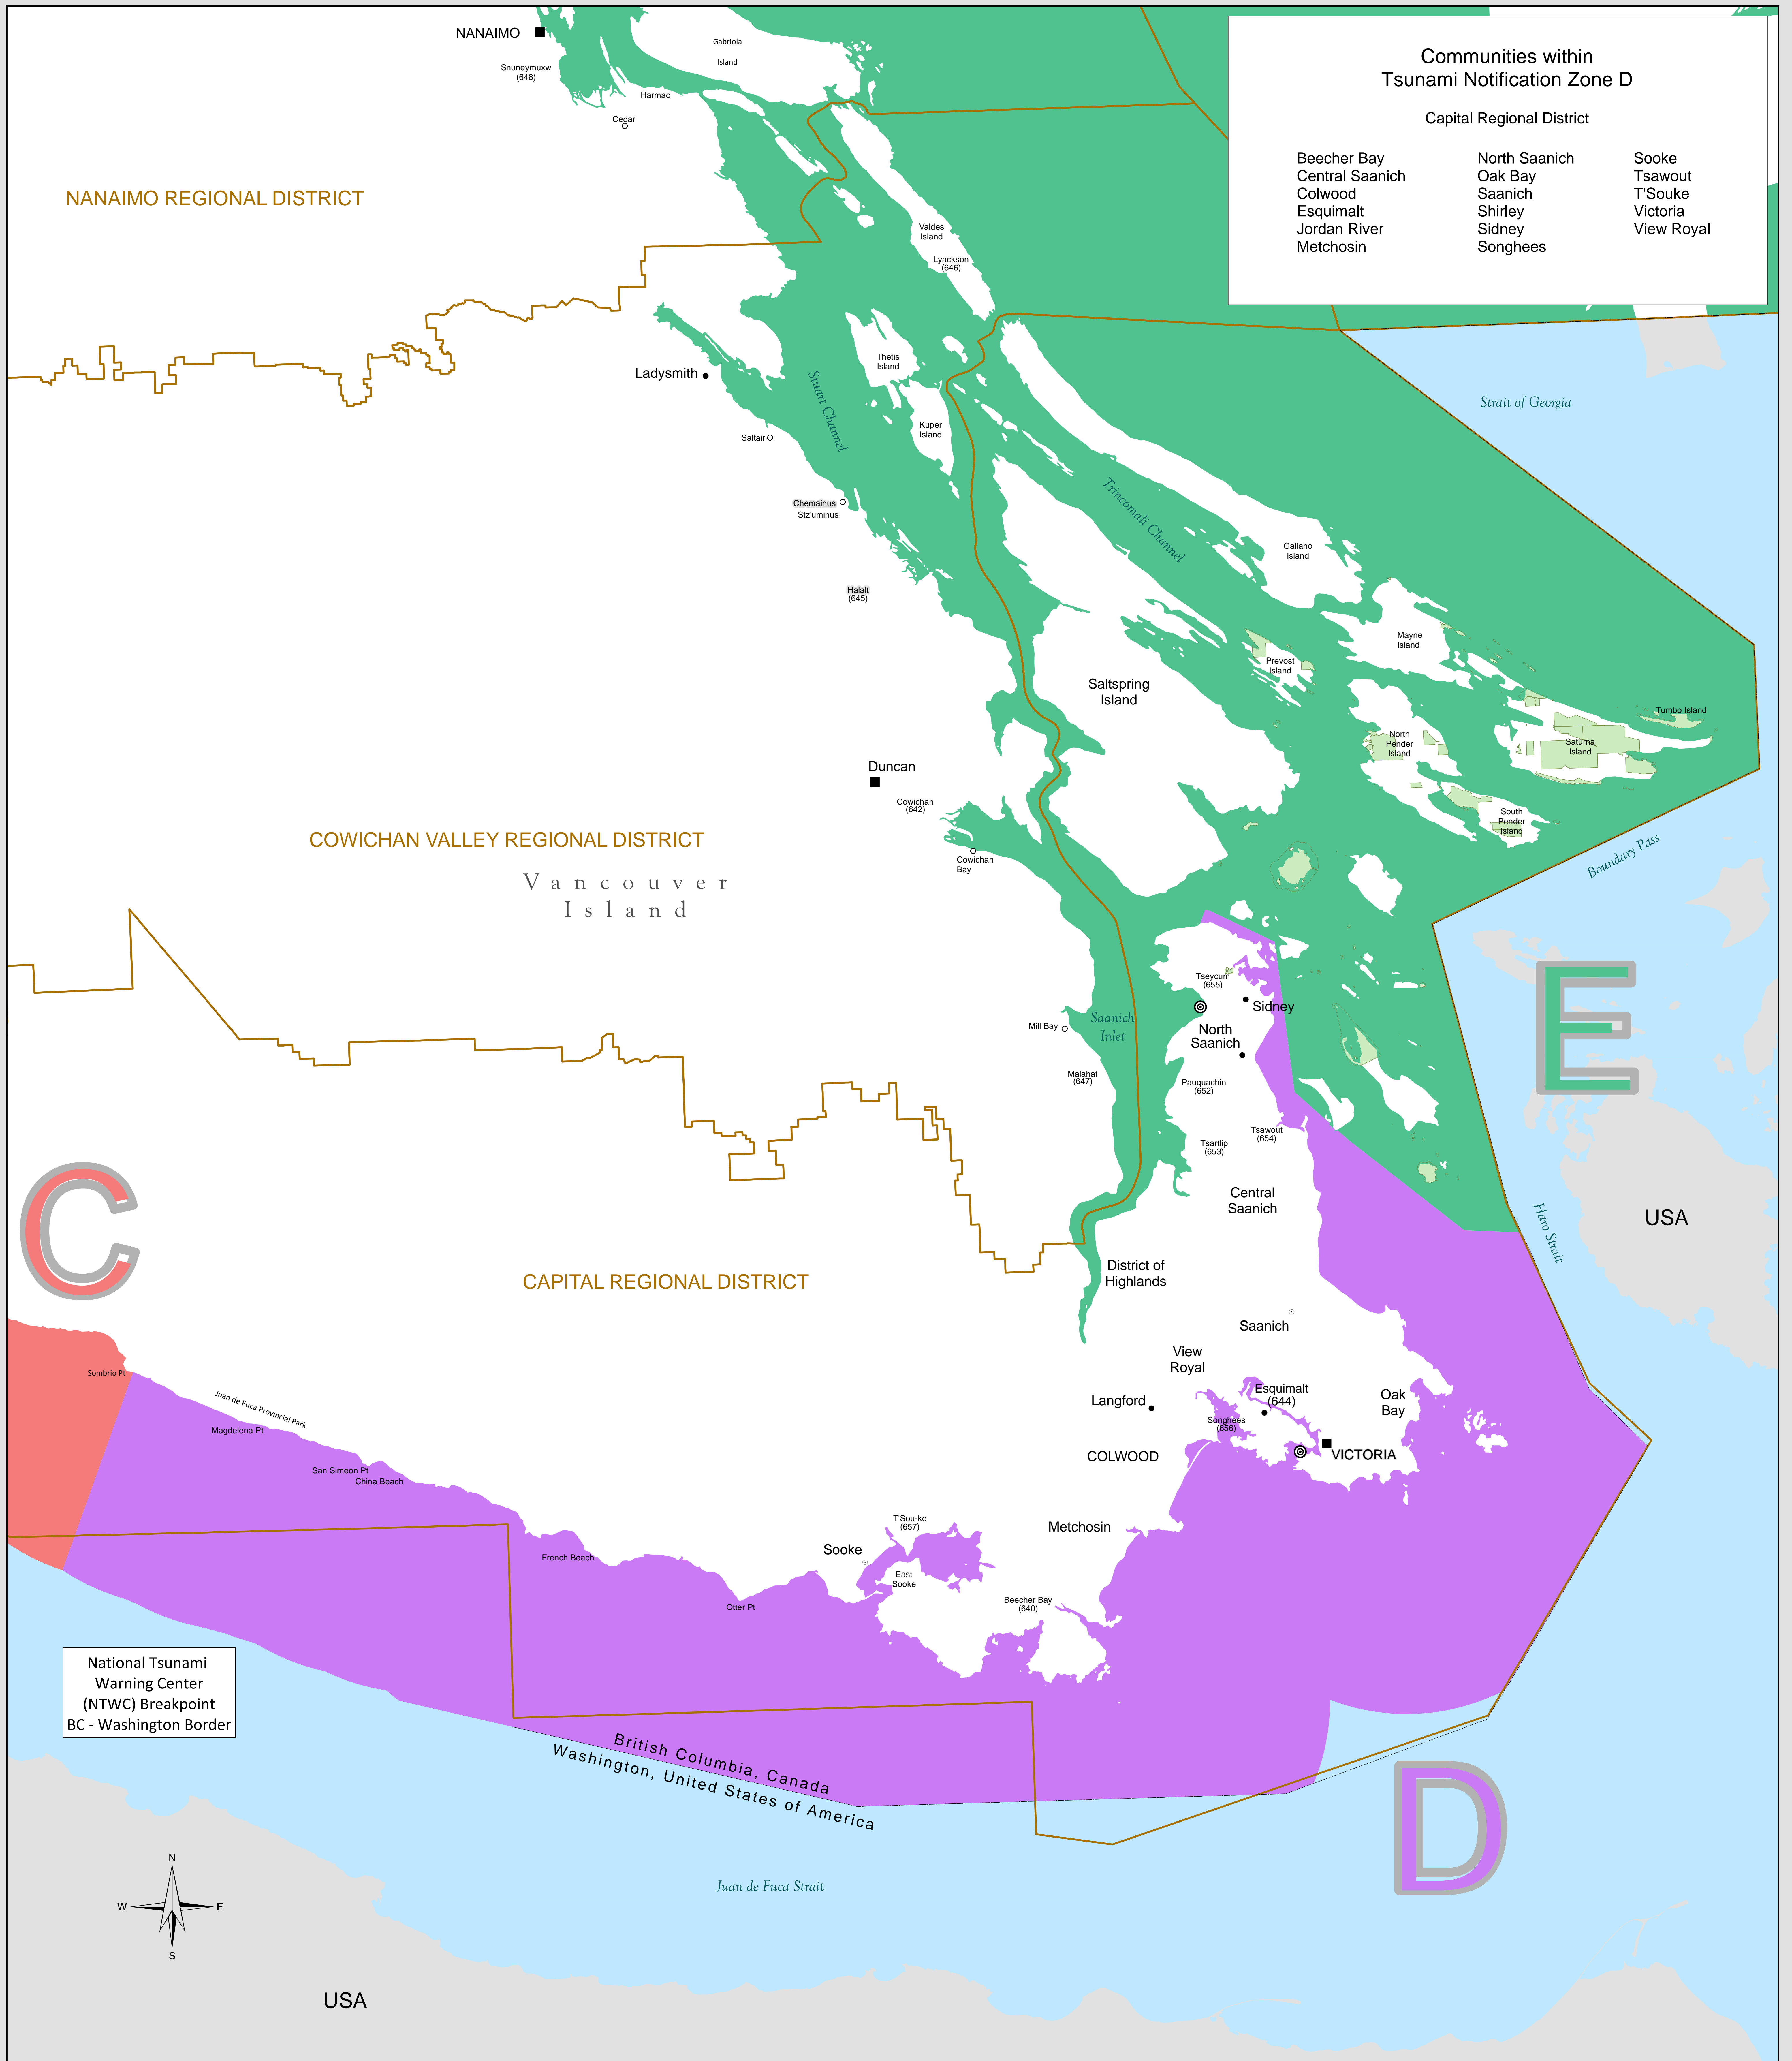 NANAIMO
Snuneymuxw
(648)
Gabriola
Island
Harmac
Cedar
Communities within
Tsunami Notification Zone D
Capital Regional District
Beecher Bay
Central Saanich
Colwood
Esquimalt
Jordan River
Metchosin
North Saanich
Oak Bay
Saanich
Shirley
Sidney
Songhees
Sooke
Tsawout
T'Souke
Victoria
View Royal
NANAIMO REGIONAL DISTRICT
Valdes
Island
Lyackson
(646)
Thetis
Island
Ladysmith
Stuart Channel
Strait of Georgia
Kuper
Island
Saltair
Chemainus
Stz'uminus
Trincomali Channel
Galiano
Island
Halalt
(645)
Mayne
Island
Prevost
Island
Saltspring
Island
Tumbo Island
North
Pender
Island
Saturna
Island
Duncan
Cowichan
(642)
South
Pender
Island
COWICHAN VALLEY REGIONAL DISTRICT
Cowichan
Bay
Boundary Pass
Vancouver
Island
Tseycum
(655)
Sidney
E
Mill Bay
Saanich
Inlet
North
Saanich
Malahat
(647)
Pauquachin
(652)
Tsawout
(654)
Tsartlip
(653)
C
Central
Saanich
Haro Strait
USA
District of
Highlands
CAPITAL REGIONAL DISTRICT
Saanich
View
Royal
Sombrio Pt
Juan de Fuca Provincial Park
Magdelena Pt
Langford
Esquimalt
(644)
Oak
Bay
Songhees
(656)
San Simeon Pt
China Beach
COLWOOD
VICTORIA
T'Sou-ke
(657)
Metchosin
Sooke
French Beach
East
Sooke
Otter Pt
Beecher Bay
(640)
National Tsunami
Warning Center
(NTWC) Breakpoint
BC - Washington Border
British Columbia, Canada
Washington, United States of America
D
Juan de Fuca Strait
N
W
E
S
USA